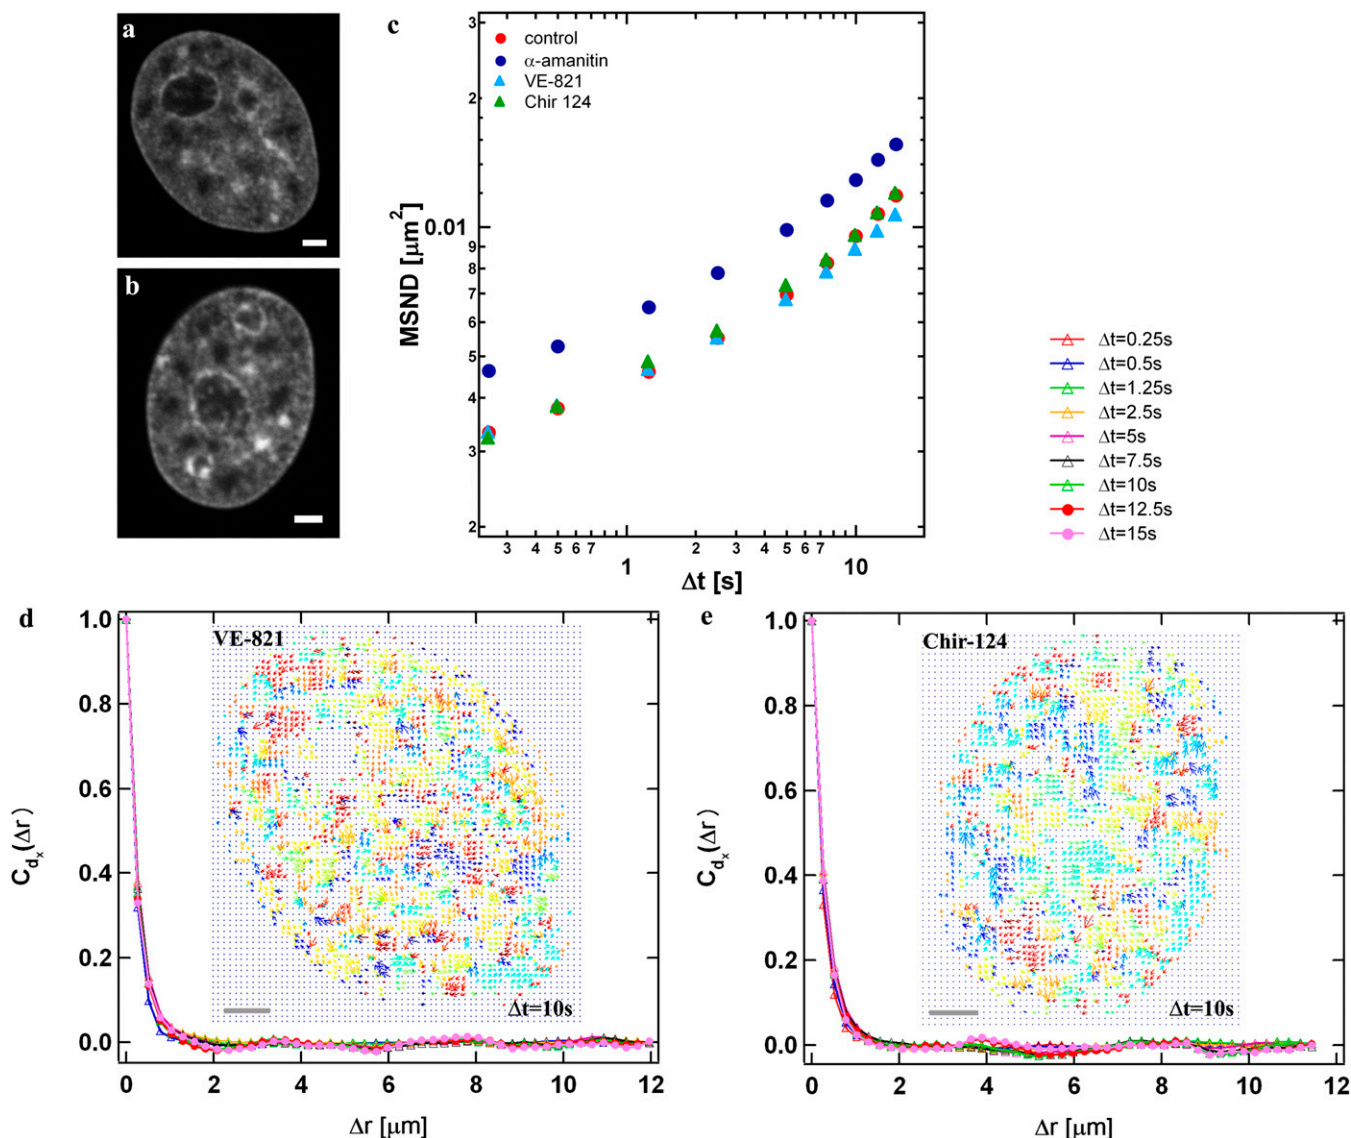 a
b
c
control
α-amanitin
VE-821
Chir 124
MSND [μm²]
3
2
0.01
9
8
7
6
5
4
3
2
3
4
5
6
7
1
2
3
4
5
6
7
10
Δt [s]
Δt=0.25s
Δt=0.5s
Δt=1.25s
Δt=2.5s
Δt=5s
Δt=7.5s
Δt=10s
Δt=12.5s
Δt=15s
d
VE-821
Δt=10s
1.0
0.8
0.6
0.4
0.2
0.0
C_dₓ(Δr)
0
2
4
6
8
10
12
Δr [μm]
e
Chir-124
Δt=10s
1.0
0.8
0.6
0.4
0.2
0.0
C_dₓ(Δr)
0
2
4
6
8
10
12
Δr [μm]